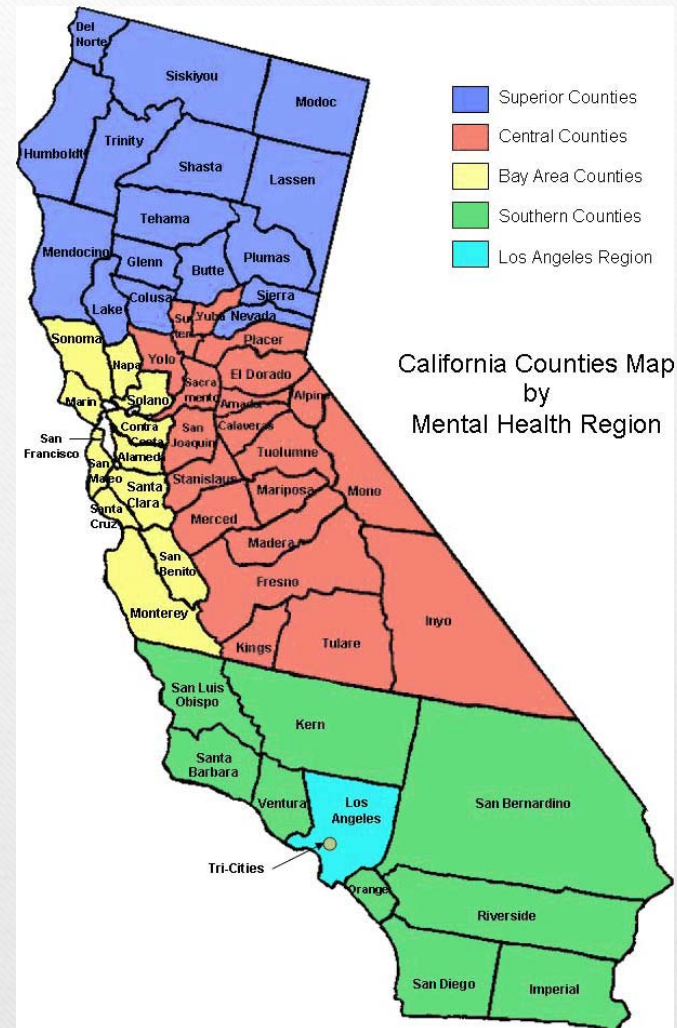 Del
Norte
Siskiyou
Modoc
Humboldt
Trinity
Shasta
Lassen
Tehama
Mendocino
Glenn
Butte
Plumas
Lake
Colusa
Sierra
Nevada
Sut
ter
Yuba
Placer
Sonoma
Napa
Yolo
El Dorado
Marin
Solano
Sacra
mento
Amador
Alpine
San
Francisco
Contra
Costa
San
Joaquin
Calaveras
Alameda
Tuolumne
San
Mateo
Santa
Clara
Stanislaus
Mariposa
Mono
Santa
Cruz
Merced
Madera
San
Benito
Fresno
Monterey
Inyo
Kings
Tulare
San Luis
Obispo
Kern
Santa
Barbara
Ventura
Los
Angeles
San Bernardino
Tri-Cities
Orange
Riverside
San Diego
Imperial
Superior Counties
Central Counties
Bay Area Counties
Southern Counties
Los Angeles Region
California Counties Map
by
Mental Health Region